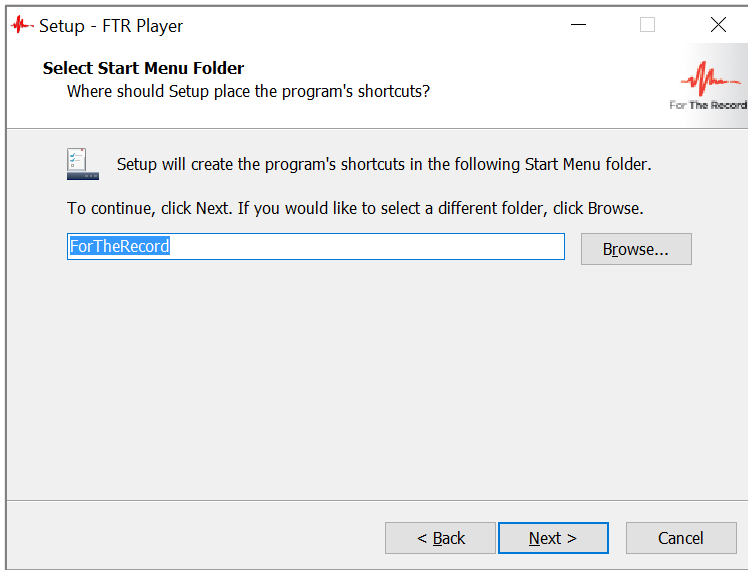 Setup - FTR Player
Select Start Menu Folder
Where should Setup place the program's shortcuts?
For The Record
Setup will create the program's shortcuts in the following Start Menu folder.
To continue, click Next. If you would like to select a different folder, click Browse.
ForTheRecord
Browse...
< Back
Next >
Cancel